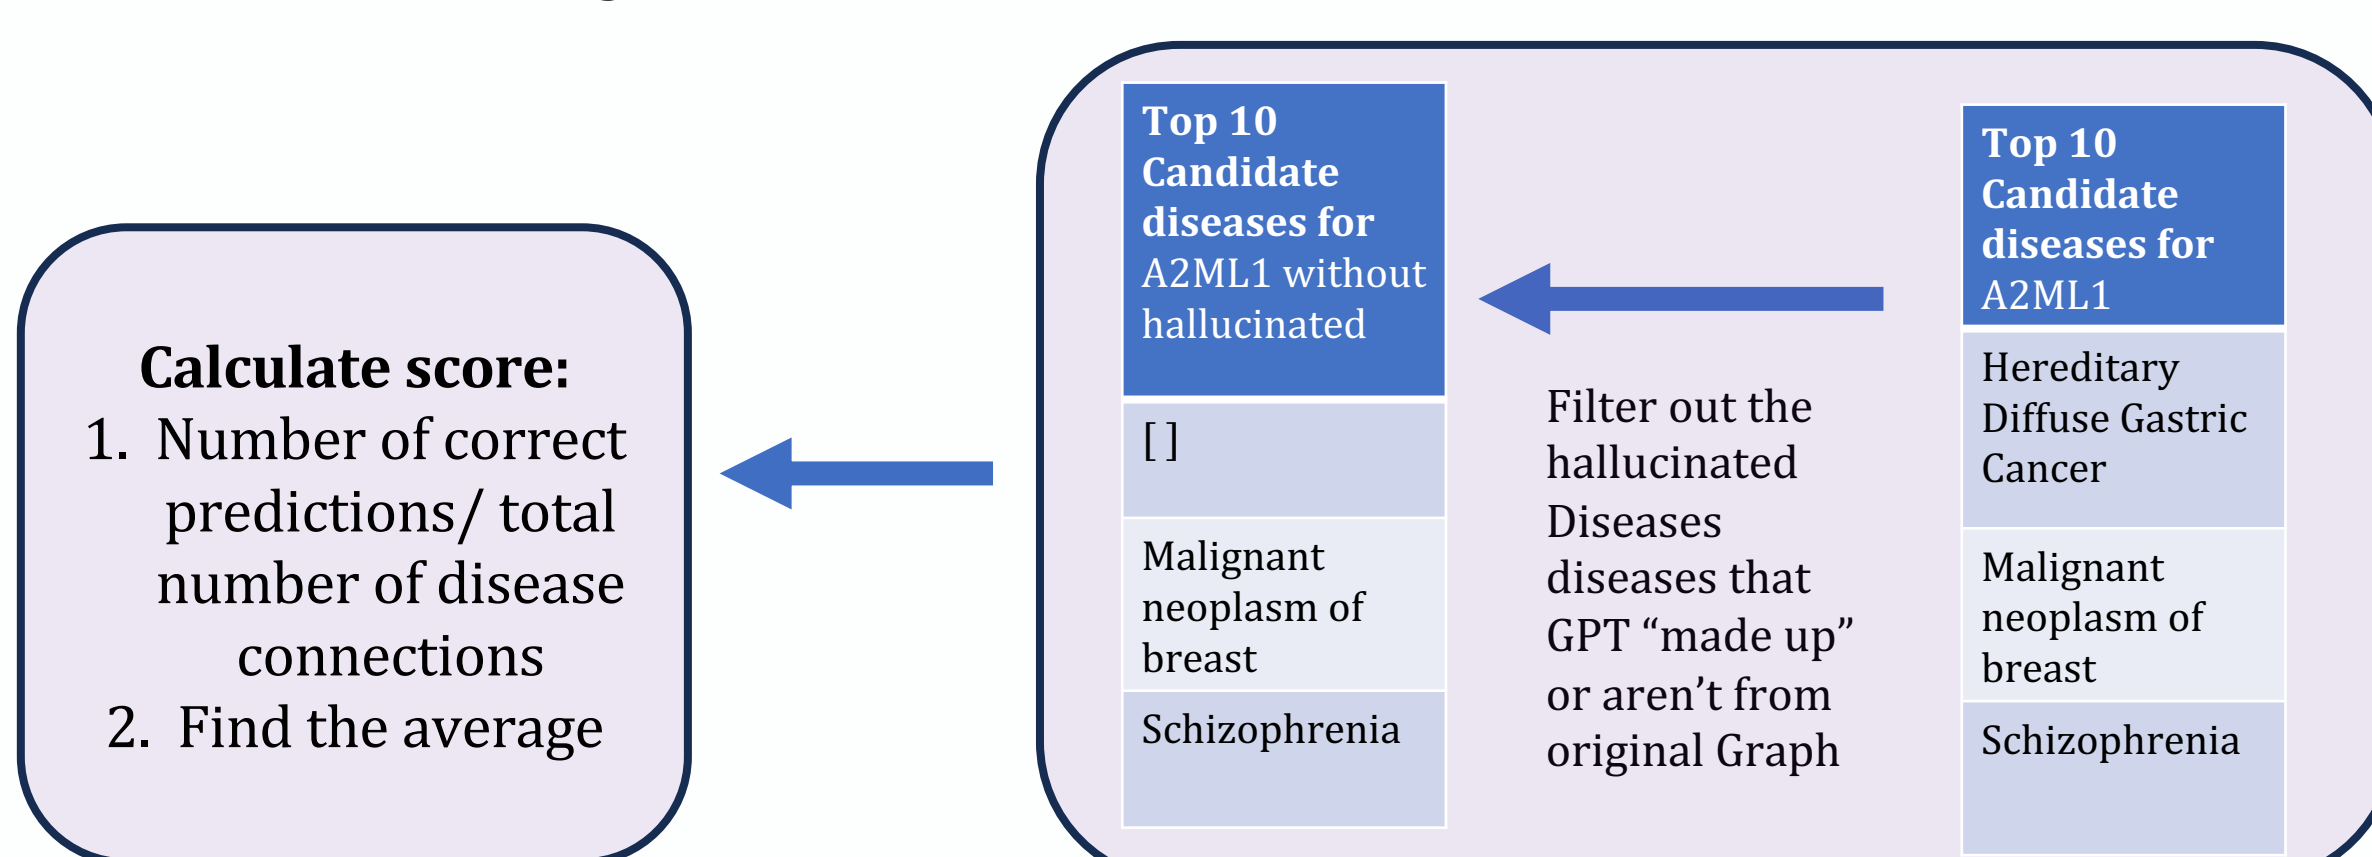 Calculate score:
1. Number of correct
predictions/ total
number of disease
connections
2. Find the average
Top 10
Candidate
diseases for
A2ML1 without
hallucinated
[ ]
Malignant
neoplasm of
breast
Schizophrenia
Filter out the
hallucinated
Diseases
diseases that
GPT “made up”
or aren’t from
original Graph
Top 10
Candidate
diseases for
A2ML1
Hereditary
Diffuse Gastric
Cancer
Malignant
neoplasm of
breast
Schizophrenia